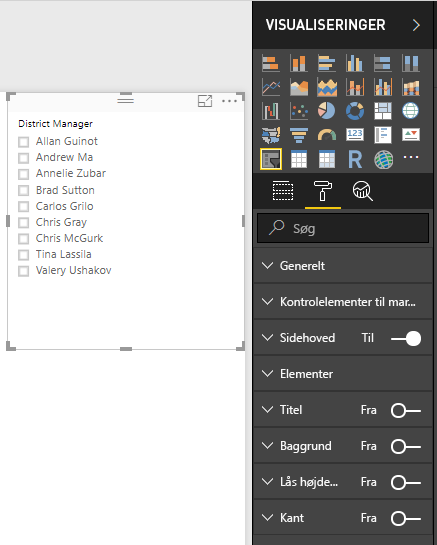 VISUALISERINGER
District Manager
Allan Guinot
Andrew Ma
Annelie Zubar
Brad Sutton
Carlos Grilo
Chris Gray
Chris McGurk
Tina Lassila
Valery Ushakov
123
R
Søg
Generelt
Kontrolelementer til mar...
Sidehoved Til
Elementer
Titel Fra
Baggrund Fra
Lås højde... Fra
Kant Fra